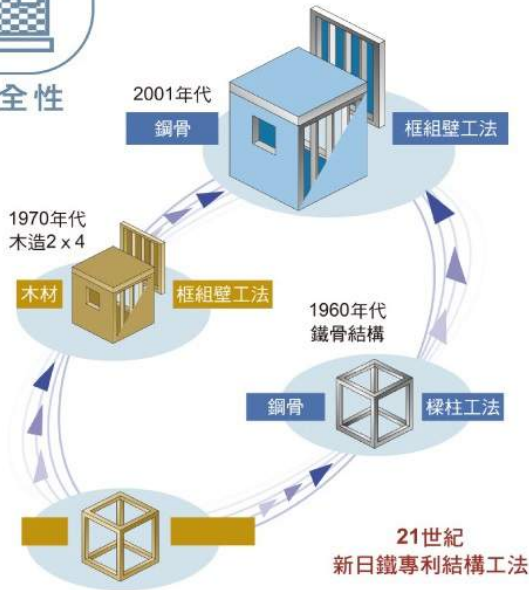 全性
2001年代
鋼骨
框組壁工法
1970年代
木造2 x 4
木材
框組壁工法
1960年代
鐵骨結構
鋼骨
樑柱工法
21世紀
新日鐵專利結構工法